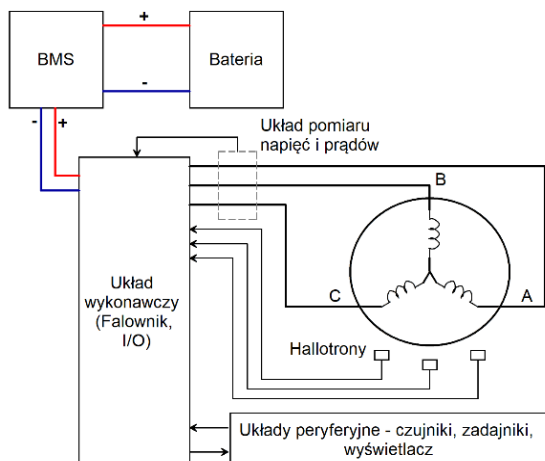 +
BMS
Bateria
-
-
+
Układ pomiaru
napięć i prądów
B
Układ
wykonawczy
(Falownik,
I/O)
C
A
Hallotrony
Układy peryferyjne - czujniki, zadajniki,
wyświetlacz